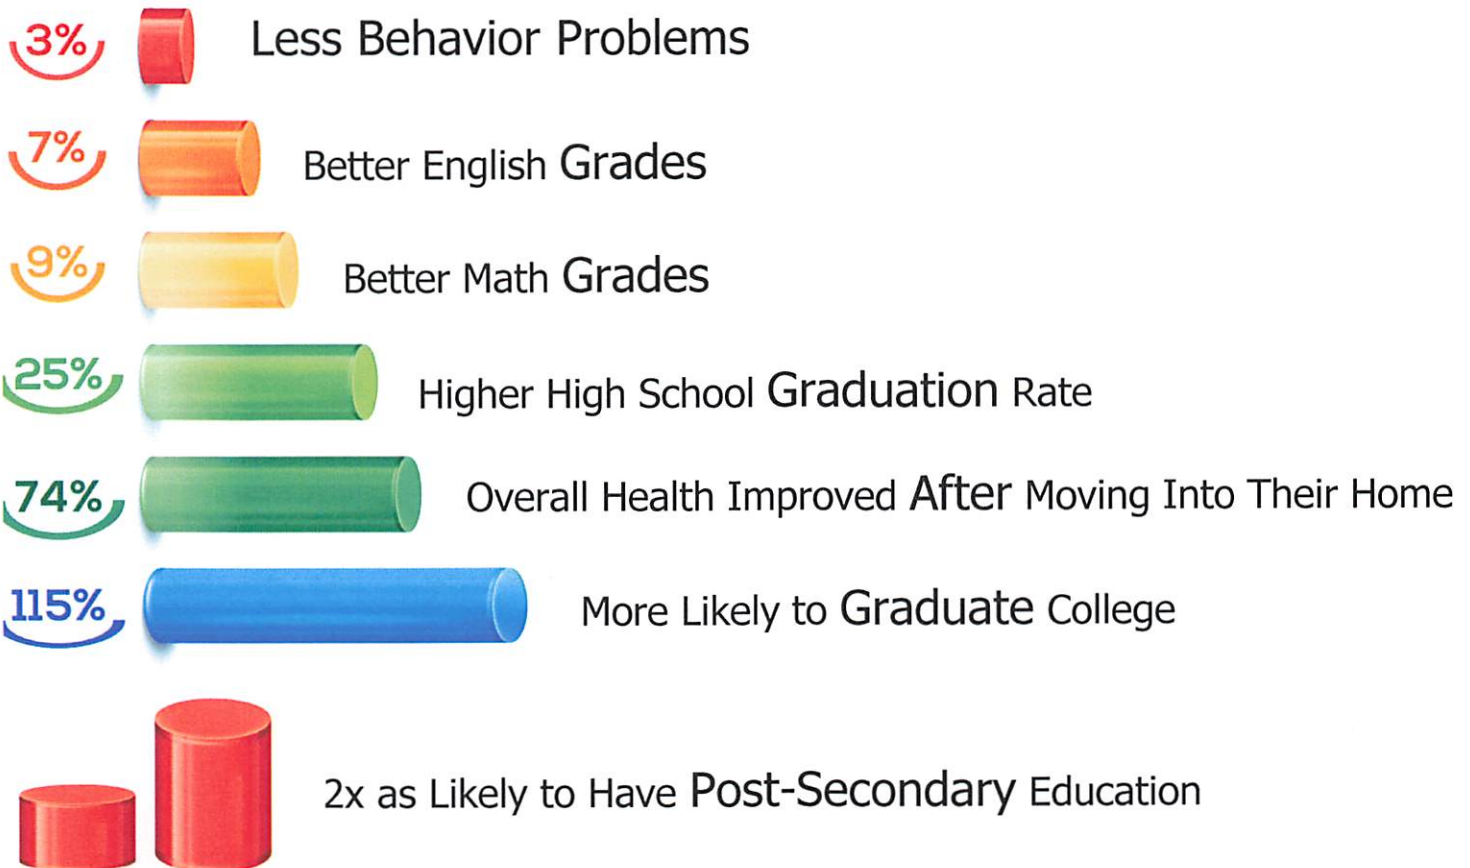 3% Less Behavior Problems
7% Better English Grades
9% Better Math Grades
25% Higher High School Graduation Rate
74% Overall Health Improved After Moving Into Their Home
115% More Likely to Graduate College
2x as Likely to Have Post-Secondary Education